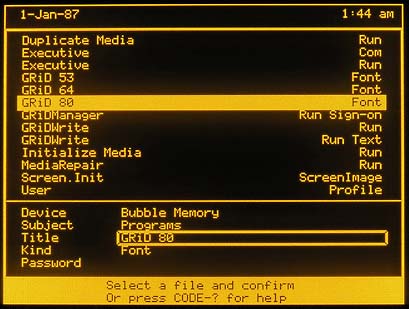 1-Jan-87 1:44 am
Duplicate Media Run
Executive Com
Executive Run
GRiD 53 Font
GRiD 64 Font
GRiD 80 Font
GRiDManager Run Sign-on
GRiDWrite Run
GRiDWrite Run Text
Initialize Media Run
MediaRepair Run
Screen.Init ScreenImage
User Profile
Device Bubble Memory
Subject Programs
Title GRiD 80
Kind Font
Password
Select a file and confirm
Or press CODE-? for help